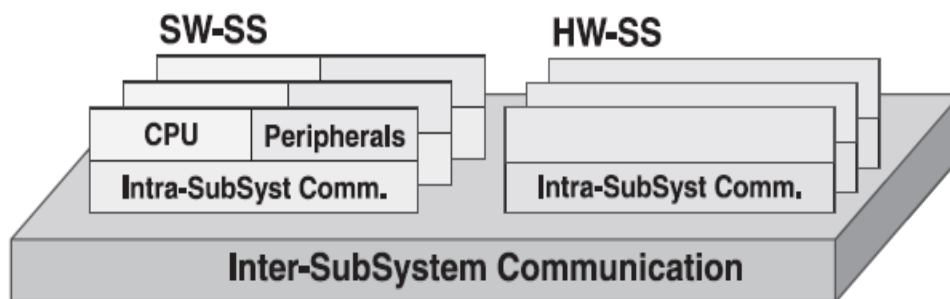 SW-SS
HW-SS
CPU
Peripherals
Intra-SubSyst Comm.
Intra-SubSyst Comm.
Inter-SubSystem Communication